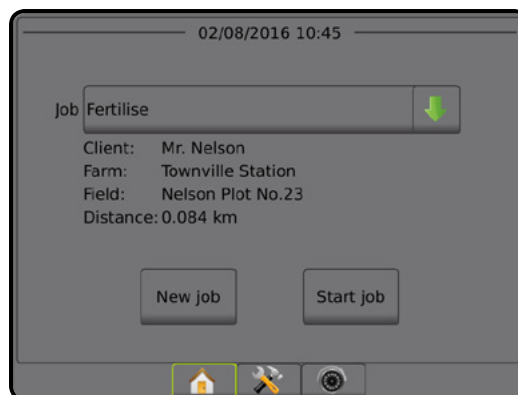 02/08/2016 10:45
Job Fertilise
Client: Mr. Nelson
Farm: Townville Station
Field: Nelson Plot No.23
Distance: 0.084 km
New job Start job